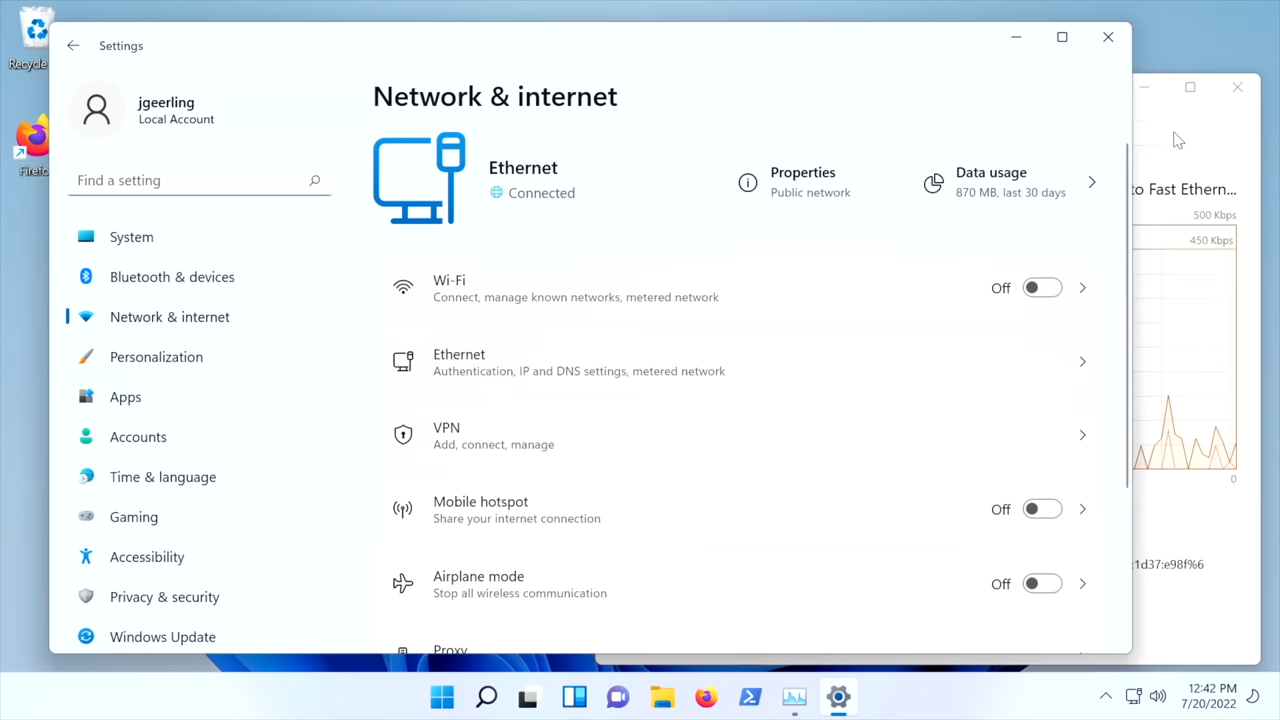 Recycle
Firefo
Settings
jgeerling
Local Account
Find a setting
System
Bluetooth & devices
Network & internet
Personalization
Apps
Accounts
Time & language
Gaming
Accessibility
Privacy & security
Windows Update
Network & internet
Ethernet
Connected
Properties
Public network
Data usage
870 MB, last 30 days
Wi-Fi
Connect, manage known networks, metered network
Off
Ethernet
Authentication, IP and DNS settings, metered network
VPN
Add, connect, manage
Mobile hotspot
Share your internet connection
Off
Airplane mode
Stop all wireless communication
Off
Proxy
to Fast Ethern...
500 Kbps
450 Kbps
0
:1d37:e98f%6
12:42 PM
7/20/2022